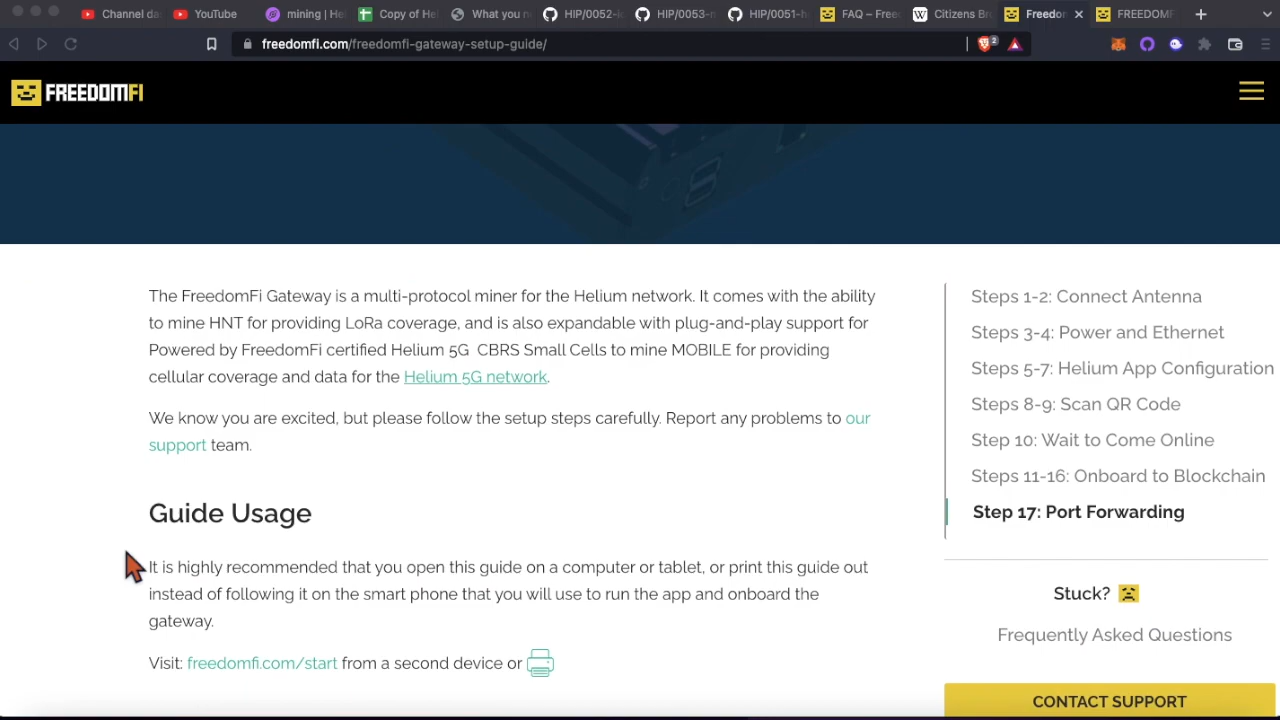 Channel da
YouTube
mining | He
Copy of He
What you n
HIP/0052-
HIP/0053-
HIP/0051-
FAQ – Free
Citizens Br
Freedom
FREEDOMF
freedomfi.com/freedomfi-gateway-setup-guide/
2
FREEDOMFI
The FreedomFi Gateway is a multi-protocol miner for the Helium network. It comes with the ability
to mine HNT for providing LoRa coverage, and is also expandable with plug-and-play support for
Powered by FreedomFi certified Helium 5G CBRS Small Cells to mine MOBILE for providing
cellular coverage and data for the Helium 5G network.
We know you are excited, but please follow the setup steps carefully. Report any problems to our
support team.
Guide Usage
It is highly recommended that you open this guide on a computer or tablet, or print this guide out
instead of following it on the smart phone that you will use to run the app and onboard the
gateway.
Visit: freedomfi.com/start from a second device or
Steps 1-2: Connect Antenna
Steps 3-4: Power and Ethernet
Steps 5-7: Helium App Configuration
Steps 8-9: Scan QR Code
Step 10: Wait to Come Online
Steps 11-16: Onboard to Blockchain
Step 17: Port Forwarding
Stuck?
Frequently Asked Questions
CONTACT SUPPORT